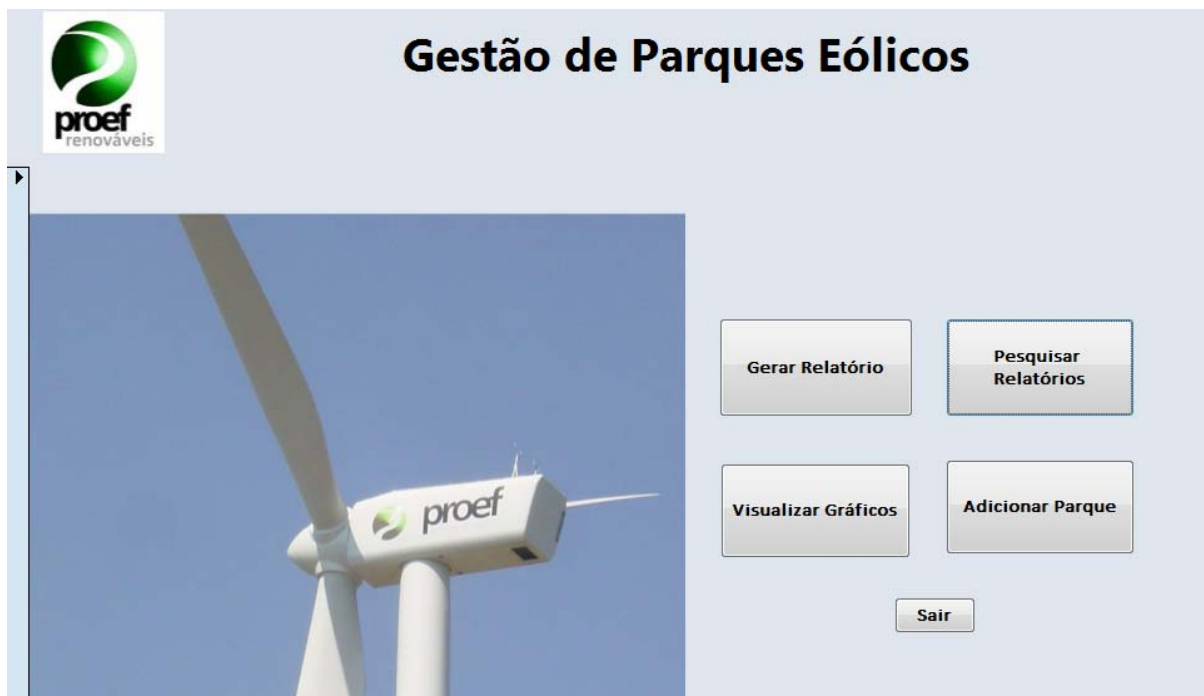 Gestão de Parques Eólicos
proef
renováveis
proef
Gerar Relatório
Pesquisar
Relatórios
Visualizar Gráficos
Adicionar Parque
Sair